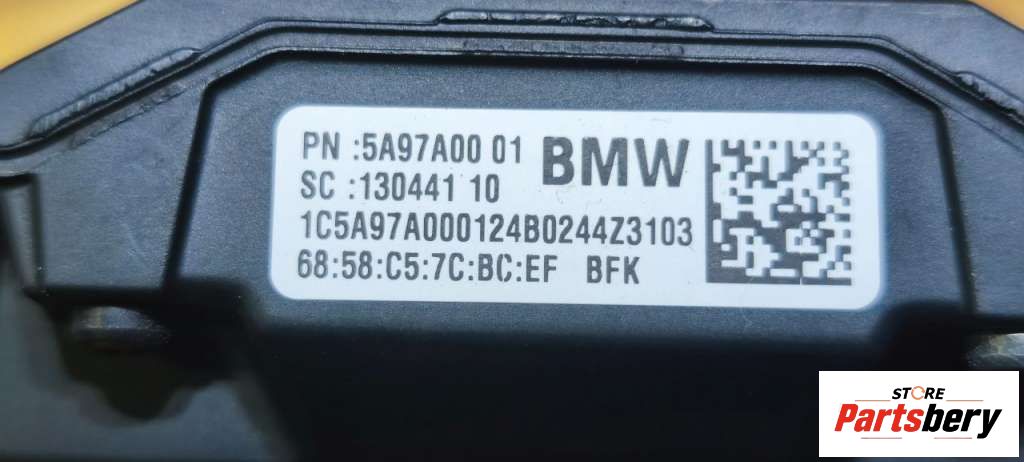 PN :5A97A00 01
BMW
SC :130441 10
1C5A97A000124B0244Z3103
68:58:C5:7C:BC:EF BFK
STORE
Partsbery